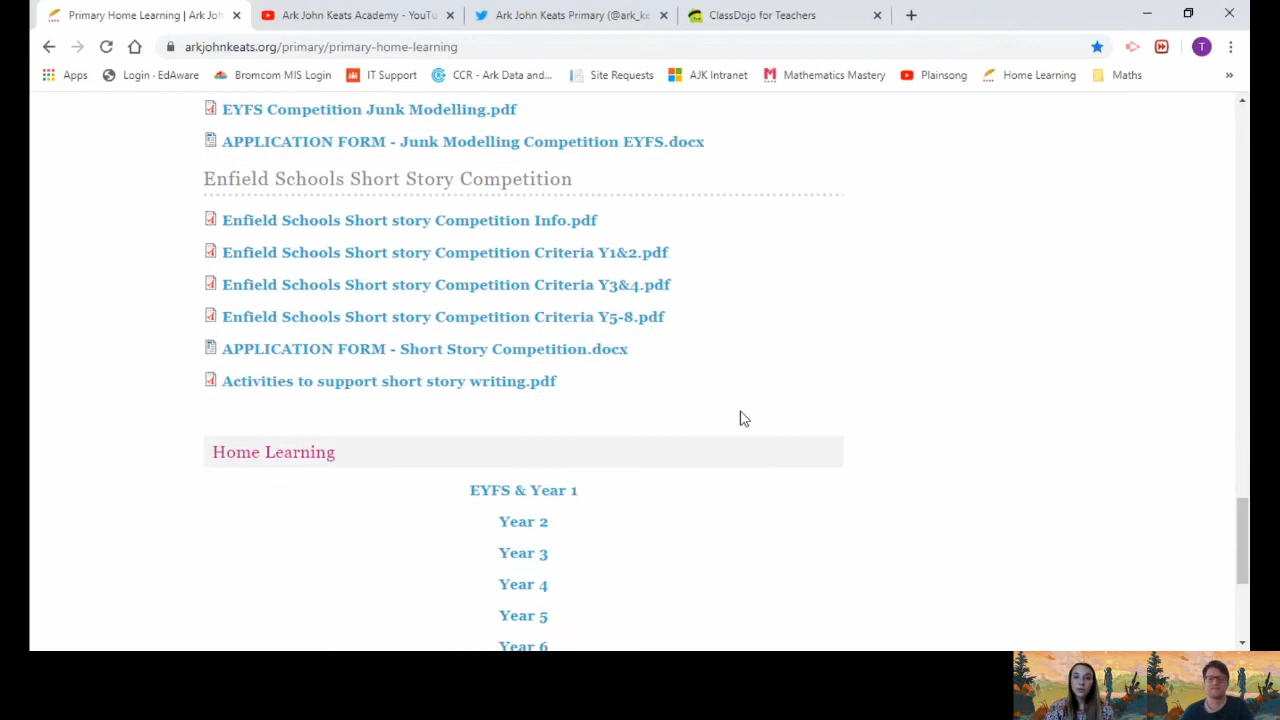 Primary Home Learning | Ark Joh
Ark John Keats Academy - YouTu
Ark John Keats Primary (@ark_ke
ClassDojo for Teachers
arkjohnkeats.org/primary/primary-home-learning
T
Apps
Login · EdAware
Bromcom MIS Login
IT Support
CCR - Ark Data and...
Site Requests
AJK Intranet
Mathematics Mastery
Plainsong
Home Learning
Maths
»
EYFS Competition Junk Modelling.pdf
APPLICATION FORM - Junk Modelling Competition EYFS.docx
Enfield Schools Short Story Competition
Enfield Schools Short story Competition Info.pdf
Enfield Schools Short story Competition Criteria Y1&2.pdf
Enfield Schools Short story Competition Criteria Y3&4.pdf
Enfield Schools Short story Competition Criteria Y5-8.pdf
APPLICATION FORM - Short Story Competition.docx
Activities to support short story writing.pdf
Home Learning
EYFS & Year 1
Year 2
Year 3
Year 4
Year 5
Year 6